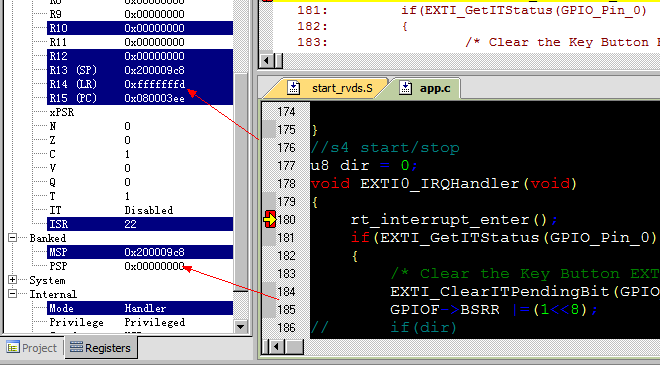 R8 0x00000000
R9 0x00000000
R10 0x00000000
R11 0x00000000
R12 0x00000000
R13 (SP) 0x200009c8
R14 (LR) 0xfffffffd
R15 (PC) 0x080003ee
xPSR
N 0
Z 0
C 1
V 0
Q 0
T 1
IT Disabled
ISR 22
Banked
MSP 0x200009c8
PSP 0x00000000
System
Internal
Mode Handler
Privilege Privileged
Project Registers
181: if(EXTI_GetITStatus(GPIO_Pin_0)
182: {
183: /* Clear the Key Button
start_rvds.S app.c
174
175 }
176 //s4 start/stop
177 u8 dir = 0;
178 void EXTI0_IRQHandler(void)
179 {
180 rt_interrupt_enter();
181 if(EXTI_GetITStatus(GPIO_Pin_0)
182 {
183 /* Clear the Key Button EXT
184 EXTI_ClearITPendingBit(GPIO
185 GPIOF->BSRR |=(1<<8);
186 // if(dir)